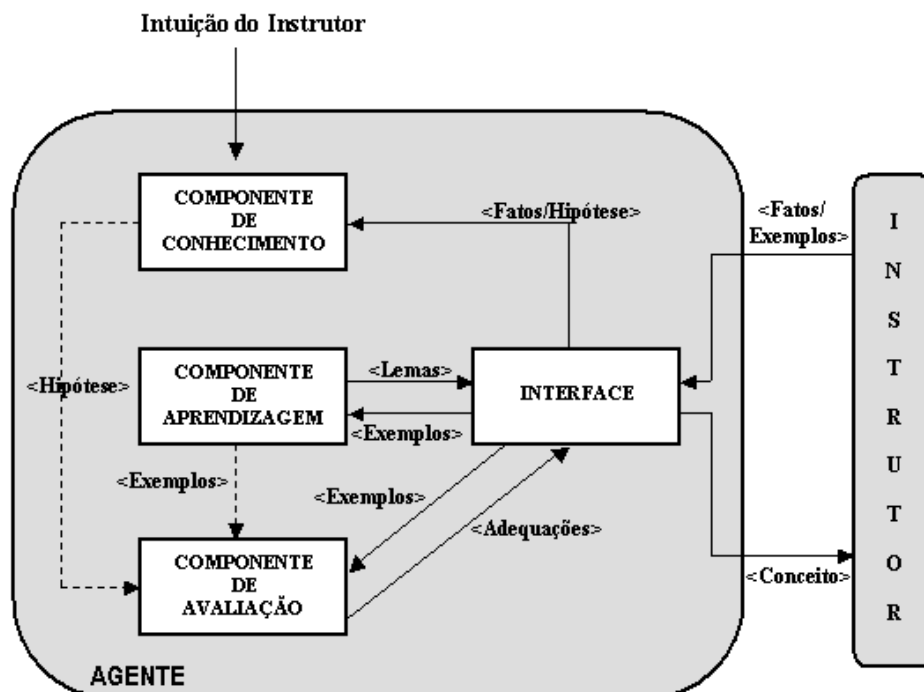 Intuição do Instrutor
COMPONENTE
DE
CONHECIMENTO
<Fatos/Hipótese>
<Fatos/
Exemplos>
<Hipótese>
COMPONENTE
DE
APRENDIZAGEM
<Lemas>
<Exemplos>
INTERFACE
<Exemplos>
<Exemplos>
<Adequações>
COMPONENTE
DE
AVALIAÇÃO
<Conceito>
AGENTE
I
N
S
T
R
U
T
O
R